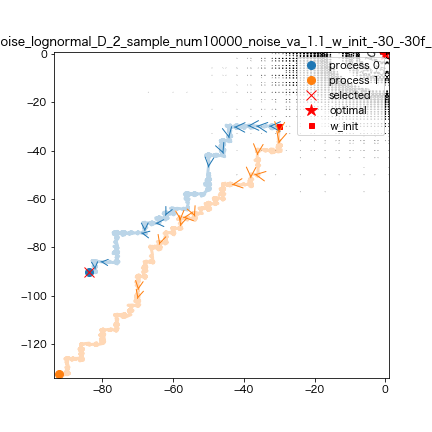 oise_lognormal_D_2_sample_num10000_noise_va_1.1_w_init_-30_-30f_
process 0
process 1
selected
optimal
w_init
0
−20
−40
−60
−80
−100
−120
−80 −60 −40 −20 0